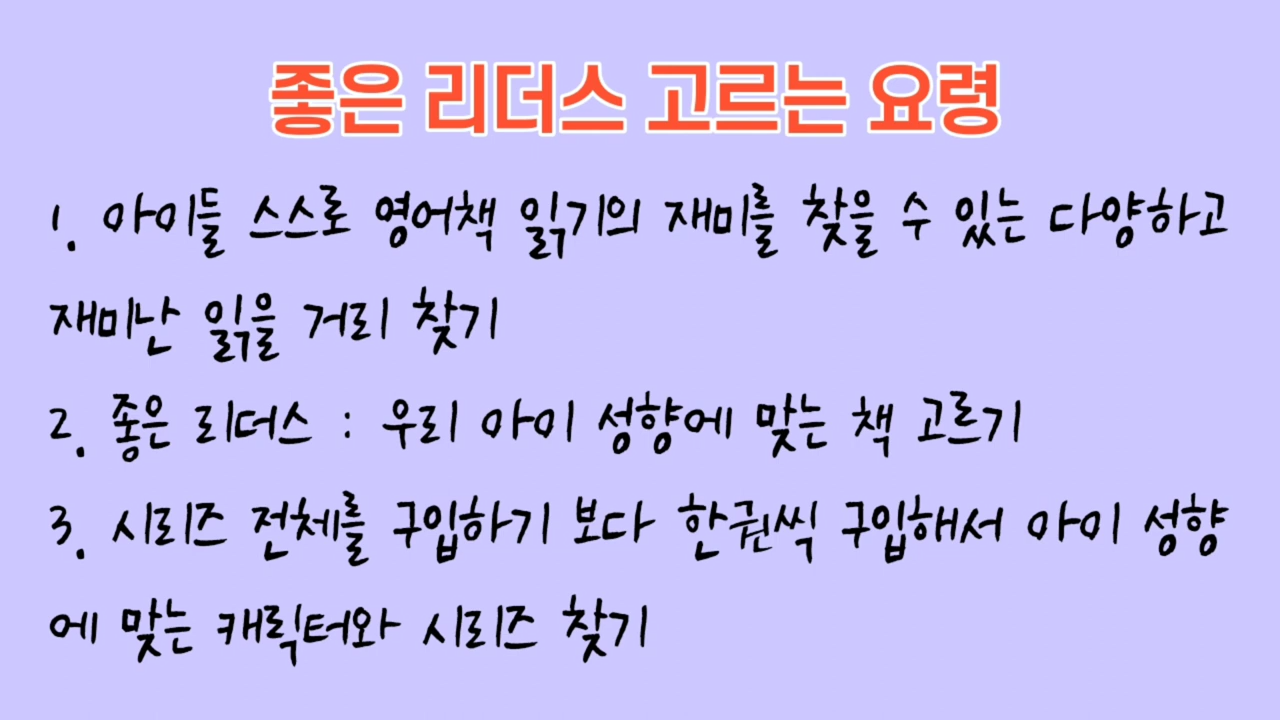 좋은 리더스 고르는 요령
1. 아이들 스스로 영어책 읽기의 재미를 찾을 수 있는 다양하고
재미난 읽을 거리 찾기
2. 좋은 리더스 : 우리 아이 성향에 맞는 책 고르기
3. 시리즈 전체를 구입하기 보다 한권씩 구입해서 아이 성향
에 맞는 캐릭터와 시리즈 찾기